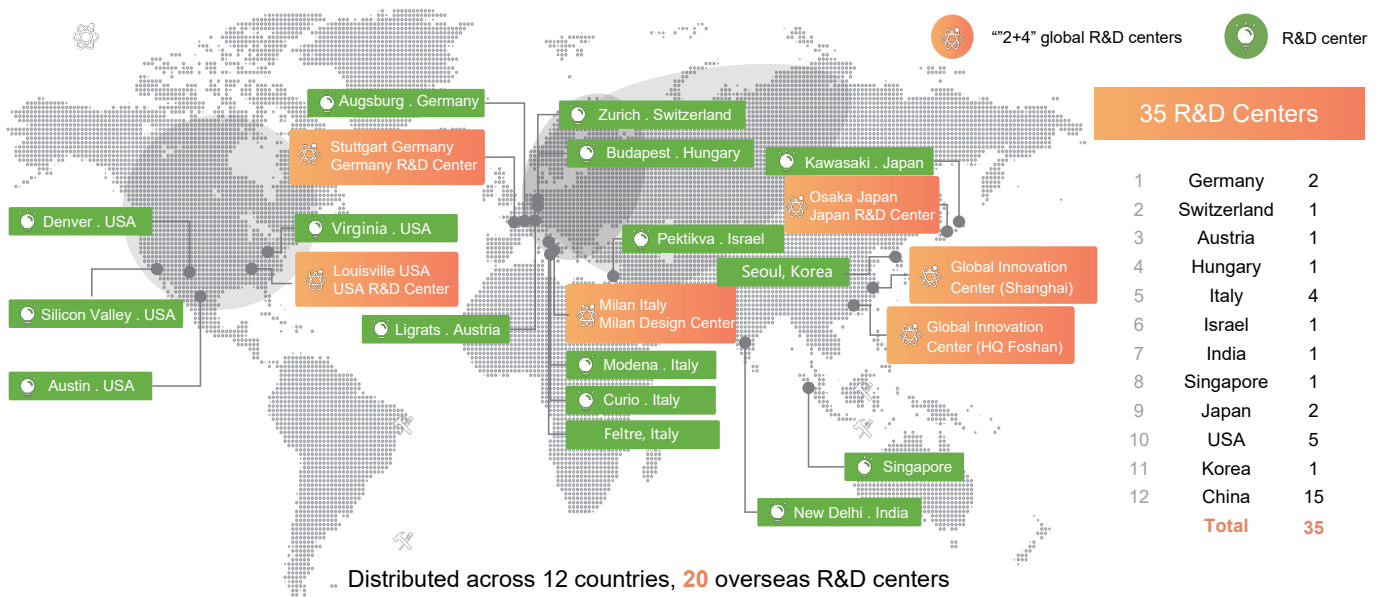 “”2+4” global R&D centers
R&D center
Augsburg . Germany
Stuttgart Germany
Germany R&D Center
Zurich . Switzerland
Budapest . Hungary
Kawasaki . Japan
Osaka Japan
Japan R&D Center
Denver . USA
Virginia . USA
Louisville USA
USA R&D Center
Silicon Valley . USA
Austin . USA
Ligrats . Austria
Pektikva . Israel
Seoul, Korea
Global Innovation
Center (Shanghai)
Global Innovation
Center (HQ Foshan)
Milan Italy
Milan Design Center
Modena . Italy
Curio . Italy
Feltre, Italy
Singapore
New Delhi . India
35 R&D Centers
1 Germany 2
2 Switzerland 1
3 Austria 1
4 Hungary 1
5 Italy 4
6 Israel 1
7 India 1
8 Singapore 1
9 Japan 2
10 USA 5
11 Korea 1
12 China 15
Total 35
Distributed across 12 countries, 20 overseas R&D centers